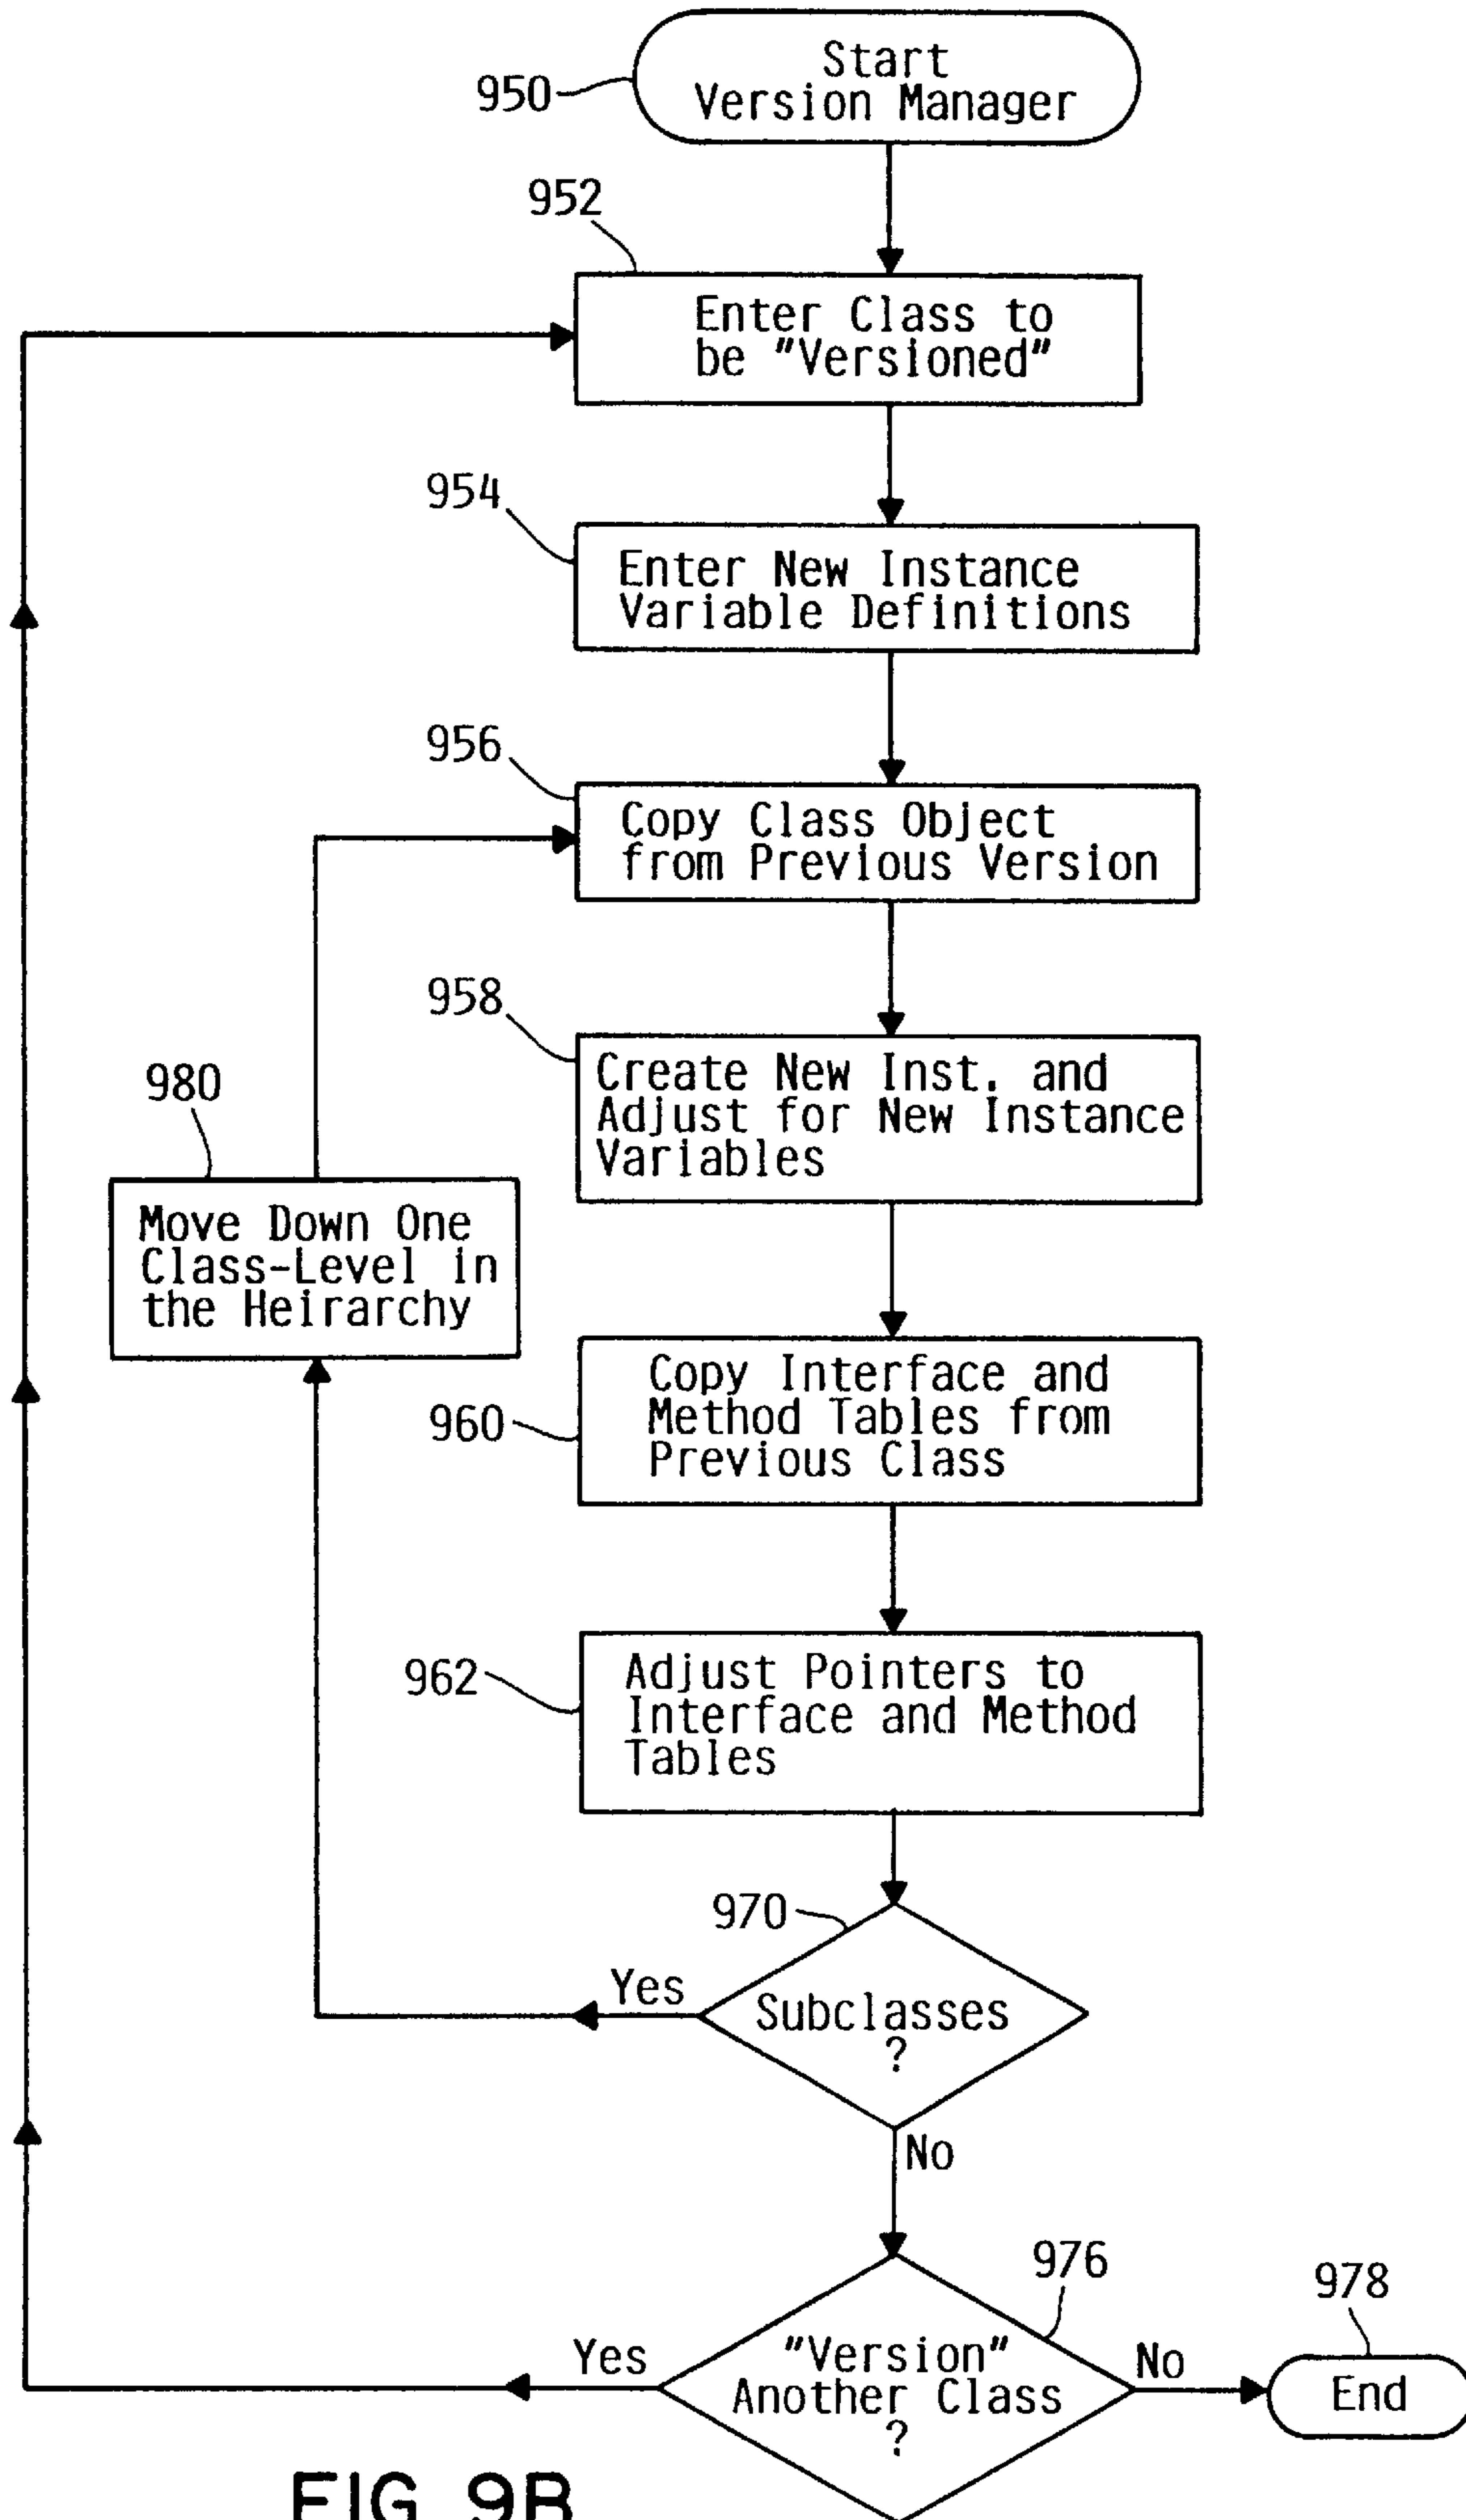 950
Start
Version Manager
952
Enter Class to
be "Versioned"
954
Enter New Instance
Variable Definitions
956
Copy Class Object
from Previous Version
958
Create New Inst. and
Adjust for New Instance
Variables
980
Move Down One
Class-Level in
the Heirarchy
960
Copy Interface and
Method Tables from
Previous Class
962
Adjust Pointers to
Interface and Method
Tables
970
Yes
Subclasses
?
No
976
978
Yes
"Version"
Another Class
?
No
End
FIG. 9B